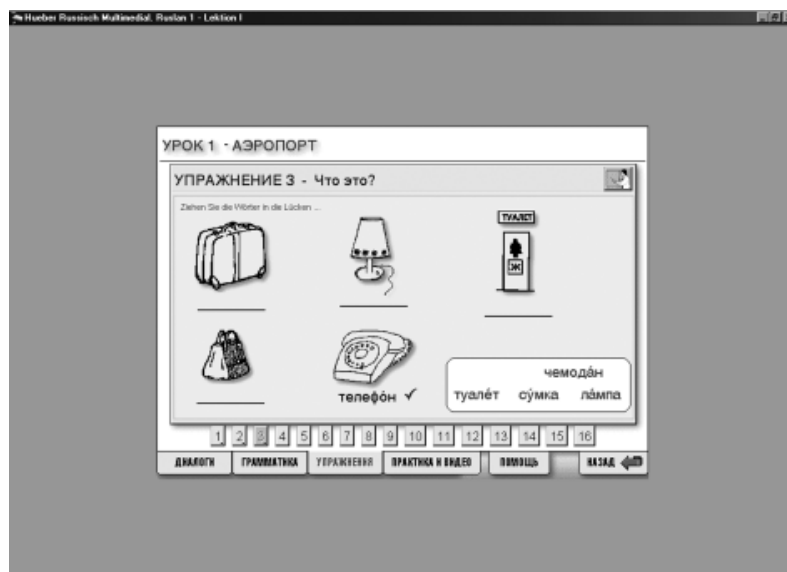 Hueber Russisch Multimedial. Ruslan 1 - Lektion I
УРОК 1 - АЭРОПОРТ
УПРАЖНЕНИЕ 3 - Что это?
Ziehen Sie die Wörter in die Lücken ...
ТУАЛЕТ
Ж
телефо́н ✓
чемода́н
туале́т су́мка ла́мпа
1 2 3 4 5 6 7 8 9 10 11 12 13 14 15 16
ДИАЛОГИ ГРАММАТИКА УПРАЖНЕНИЯ ПРАКТИКА И ВИДЕО ПОМОЩЬ НАЗАД